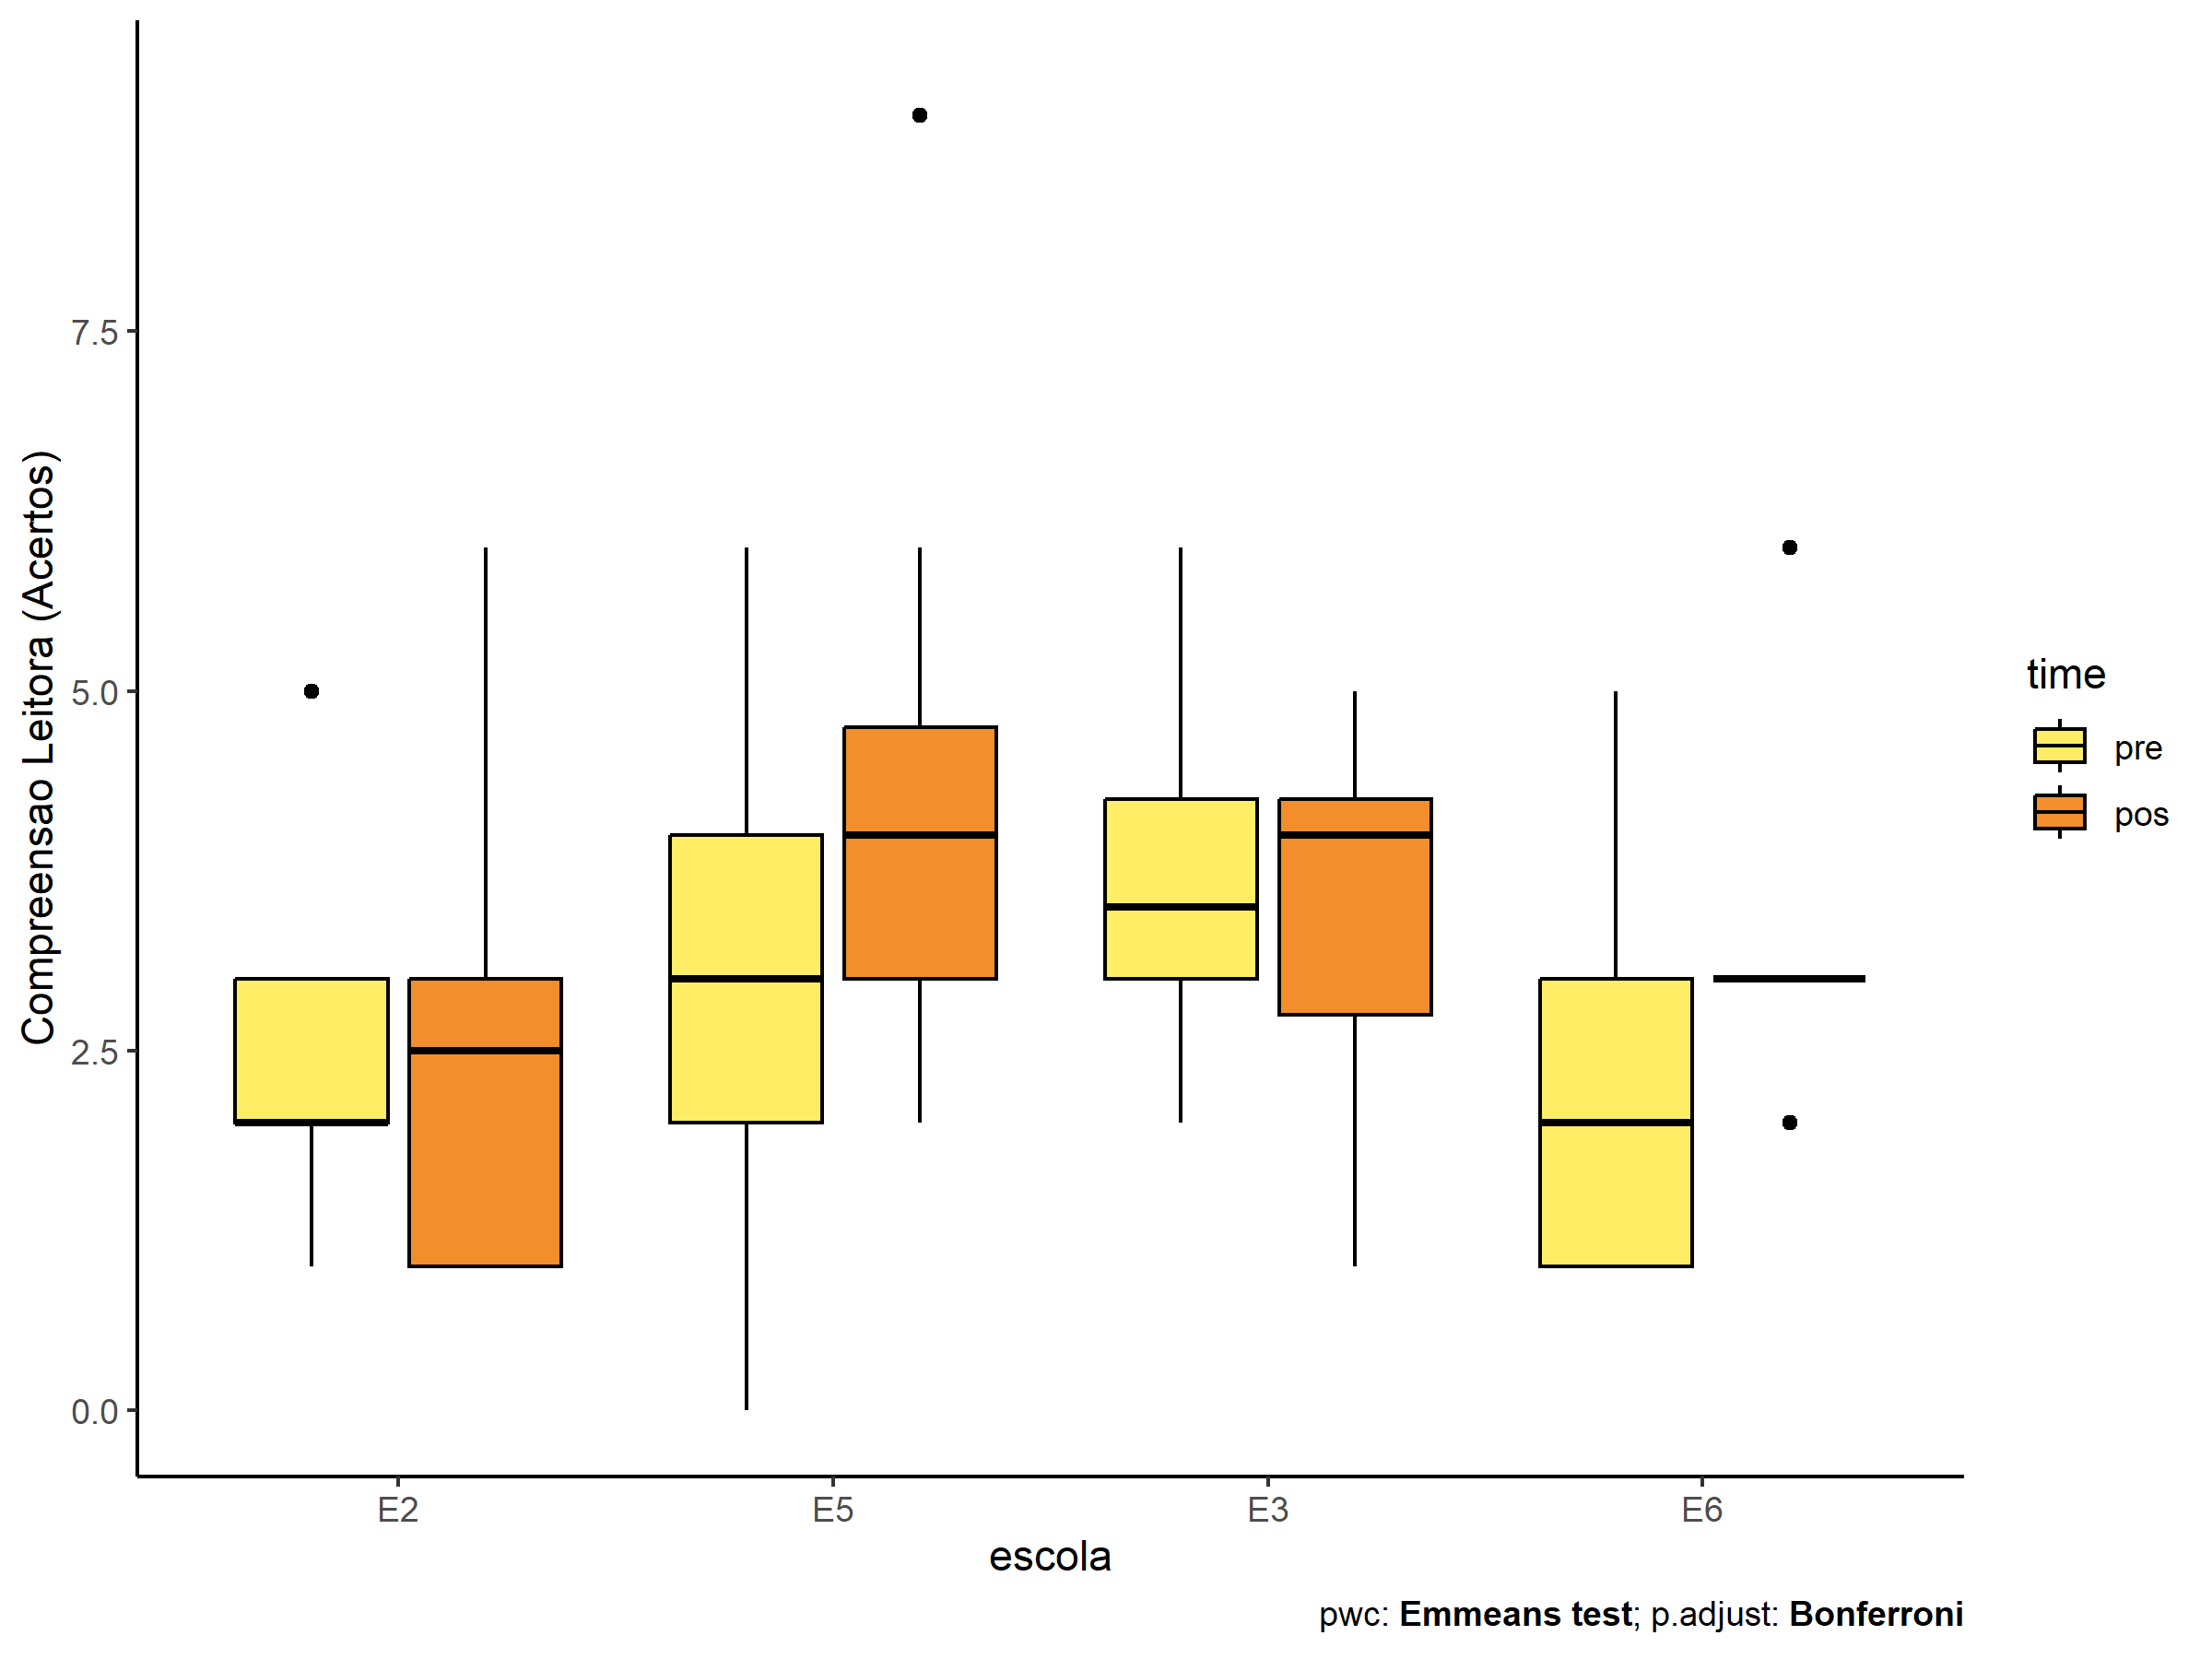 Compreensao Leitora (Acertos)
7.5
5.0
2.5
0.0
E2 E5 E3 E6
escola
time
pre
pos
pwc: Emmeans test; p.adjust: Bonferroni